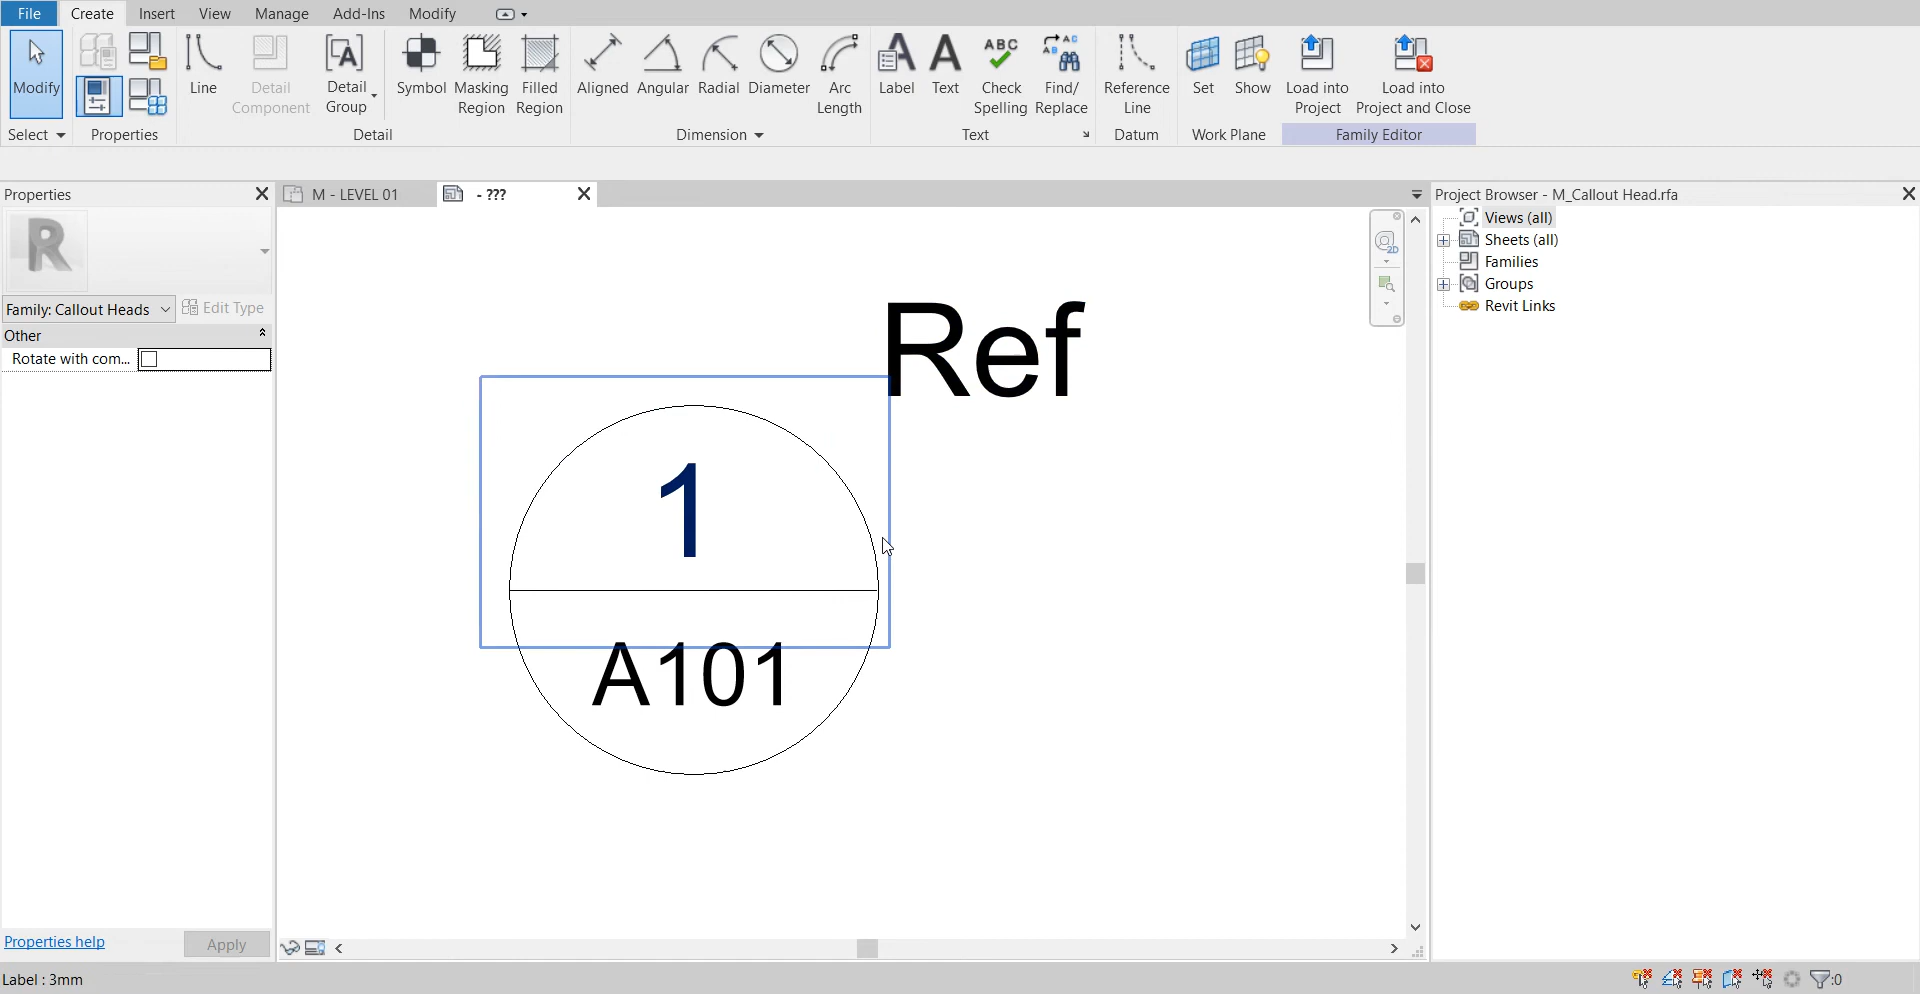 File Create Insert View Manage Add-Ins Modify
Modify
Line
Detail
Component
Detail
Group
Symbol
Masking
Region
Filled
Region
Aligned
Angular
Radial
Diameter
Arc
Length
Label
Text
ABC
Check
Spelling
Find/
Replace
Reference
Line
Set
Show
Load into
Project
Load into
Project and Close
Select Properties Detail Dimension Text Datum Work Plane Family Editor
Properties
M - LEVEL 01
- ???
Project Browser - M_Callout Head.rfa
R
Family: Callout Heads
Edit Type
Other
Rotate with com...
2D
Views (all)
Sheets (all)
Families
Groups
Revit Links
Ref
1
A101
Properties help
Apply
Label : 3mm
:0